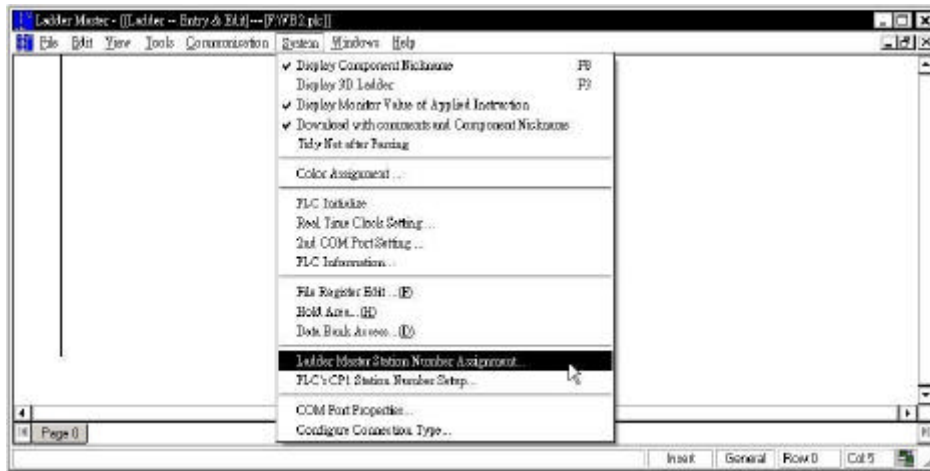 Ladder Master - [[Ladder -- Entry & Edit]---[F:\VB2.plc]]
File Edit View Tools Communication System Windows Help
✓ Display Component Nickname F8
Display 3D Ladder F3
✓ Display Monitor Value of Applied Instruction
✓ Download with comments and Component Nickname
Tidy Net after Parsing
Color Assignment ...
PLC Initialize
Real Time Clock Setting ...
2nd COM Port Setting ...
PLC Information...
File Register Edit ...(F)
Hold Area...(H)
Data Bank Access...(D)
Ladder Master Station Number Assignment...
PLC's CP1 Station Number Setup...
COM Port Properties...
Configure Connection Type...
Page 0
Insert General Row:0 Col:5